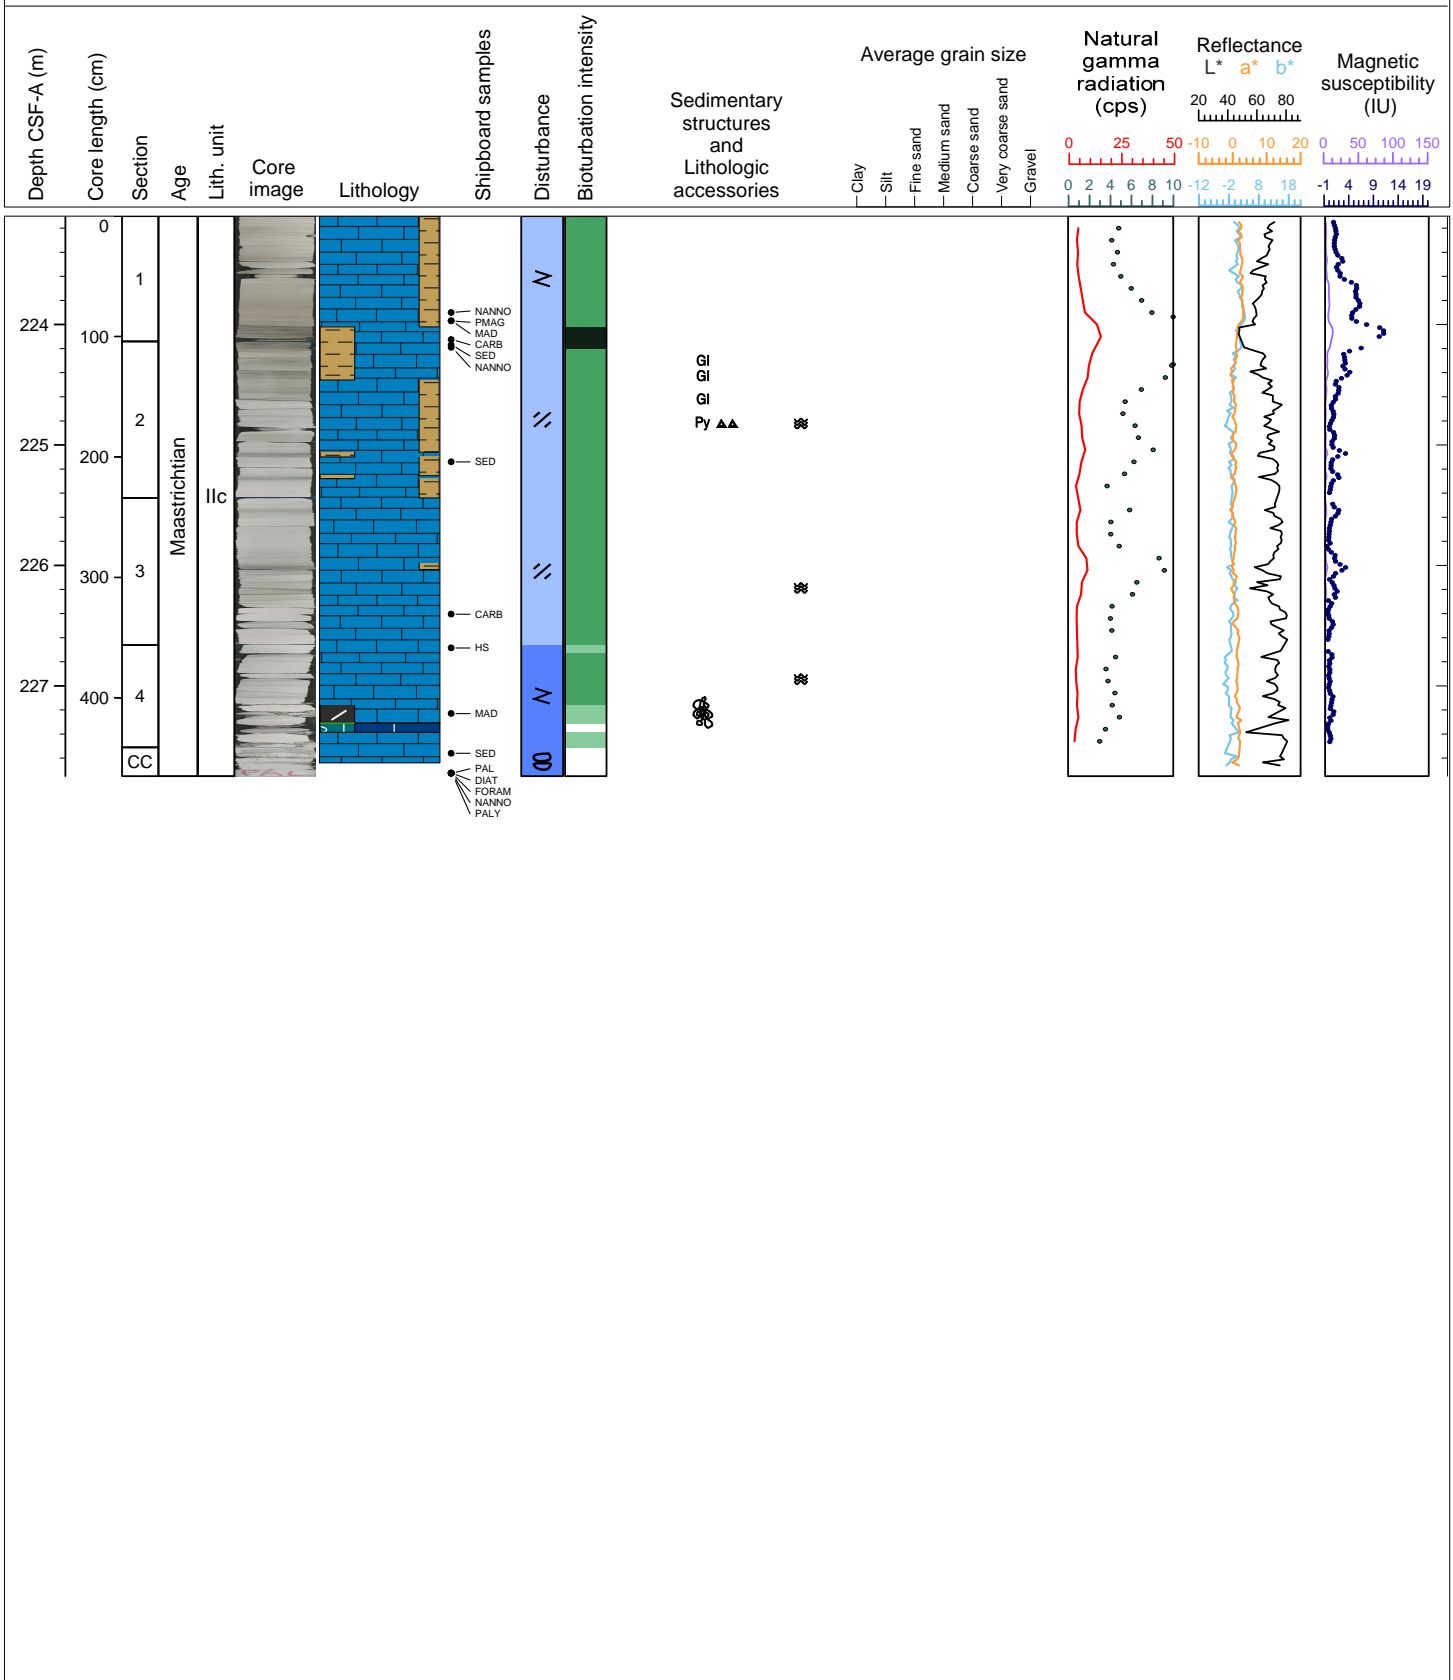 Depth CSF-A (m)
Core length (cm)
Section
Age
Lith. unit
Core
image
Lithology
Shipboard samples
Disturbance
Bioturbation intensity
Sedimentary
structures
and
Lithologic
accessories
Average grain size
Clay
Silt
Fine sand
Medium sand
Coarse sand
Very coarse sand
Gravel
Natural
gamma
radiation
(cps)
0 25 50
0 2 4 6 8 10
Reflectance
L* a* b*
20 40 60 80
-10 0 10 20
-12 -2 8 18
Magnetic
susceptibility
(IU)
0 50 100 150
-1 4 9 14 19
224
225
226
227
0
100
200
300
400
1
2
3
4
CC
Maastrichtian
IIc
NANNO
PMAG
MAD
CARB
SED
NANNO
SED
CARB
HS
MAD
SED
PAL
DIAT
FORAM
NANNO
PALY
Gl
Gl
Gl
Py